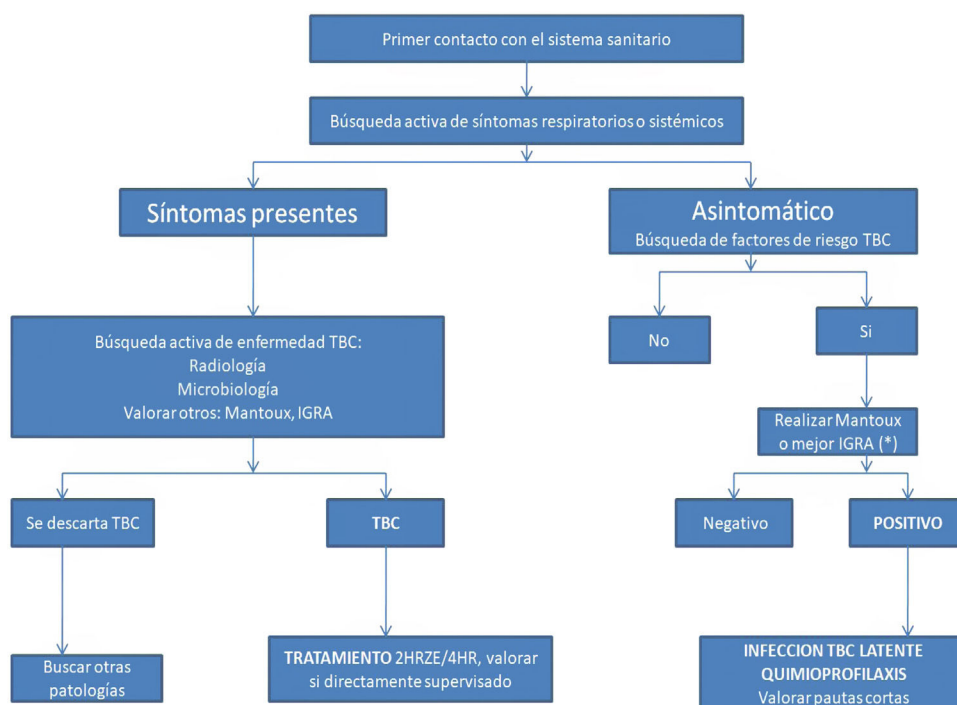 Primer contacto con el sistema sanitario
Búsqueda activa de síntomas respiratorios o sistémicos
Síntomas presentes
Asintomático
Búsqueda de factores de riesgo TBC
No
Si
Búsqueda activa de enfermedad TBC:
Radiología
Microbiología
Valorar otros: Mantoux, IGRA
Realizar Mantoux
o mejor IGRA (*)
Se descarta TBC
TBC
Negativo
POSITIVO
Buscar otras
patologías
TRATAMIENTO 2HRZE/4HR, valorar
si directamente supervisado
INFECCION TBC LATENTE
QUIMIOPROFILAXIS
Valorar pautas cortas